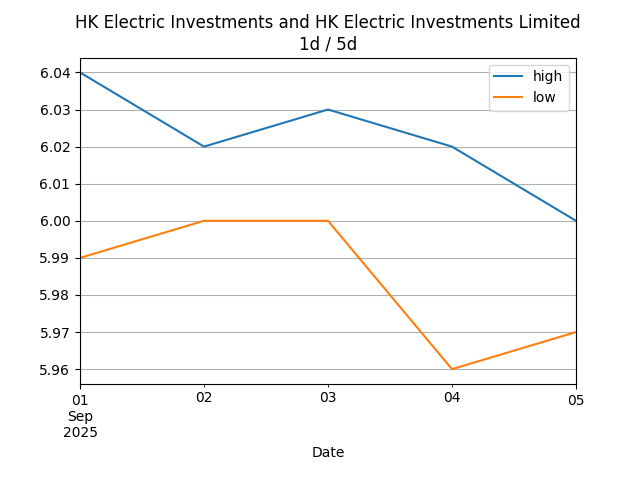 HK Electric Investments and HK Electric Investments Limited
1d / 5d
high
low
6.04
6.03
6.02
6.01
6.00
5.99
5.98
5.97
5.96
01
02
03
04
05
Sep
2025
Date